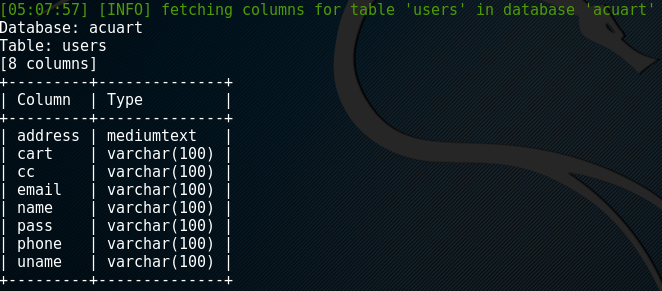 [05:07:57] [INFO] fetching columns for table 'users' in database 'acuart'
Database: acuart
Table: users
[8 columns]
+---------+--------------+
| Column  | Type         |
+---------+--------------+
| address | mediumtext   |
| cart    | varchar(100) |
| cc      | varchar(100) |
| email   | varchar(100) |
| name    | varchar(100) |
| pass    | varchar(100) |
| phone   | varchar(100) |
| uname   | varchar(100) |
+---------+--------------+